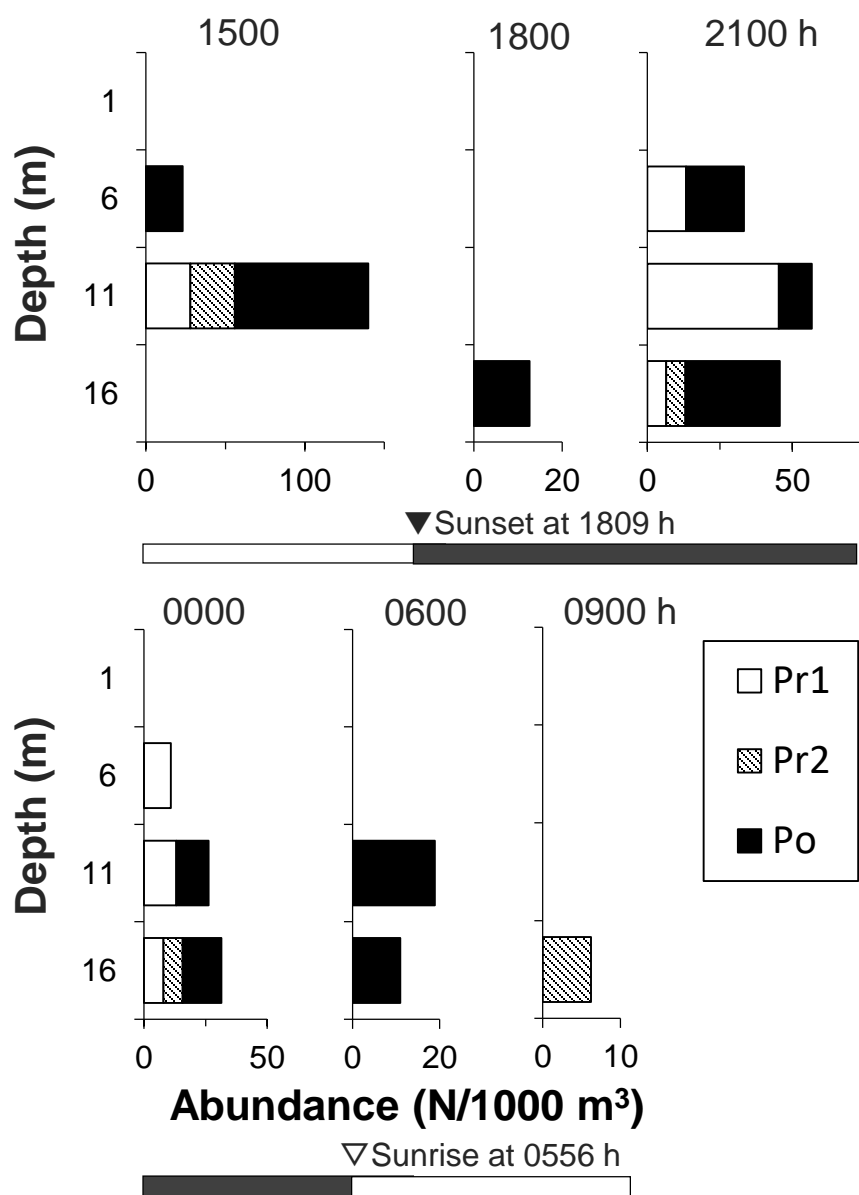 1500 1800 2100 h
1
6
11
16
Depth (m)
0 100 0 20 0 50
▼Sunset at 1809 h
0000 0600 0900 h
1
6
11
16
Depth (m)
Pr1
Pr2
Po
0 50 0 20 0 10
Abundance (N/1000 m³)
▽Sunrise at 0556 h